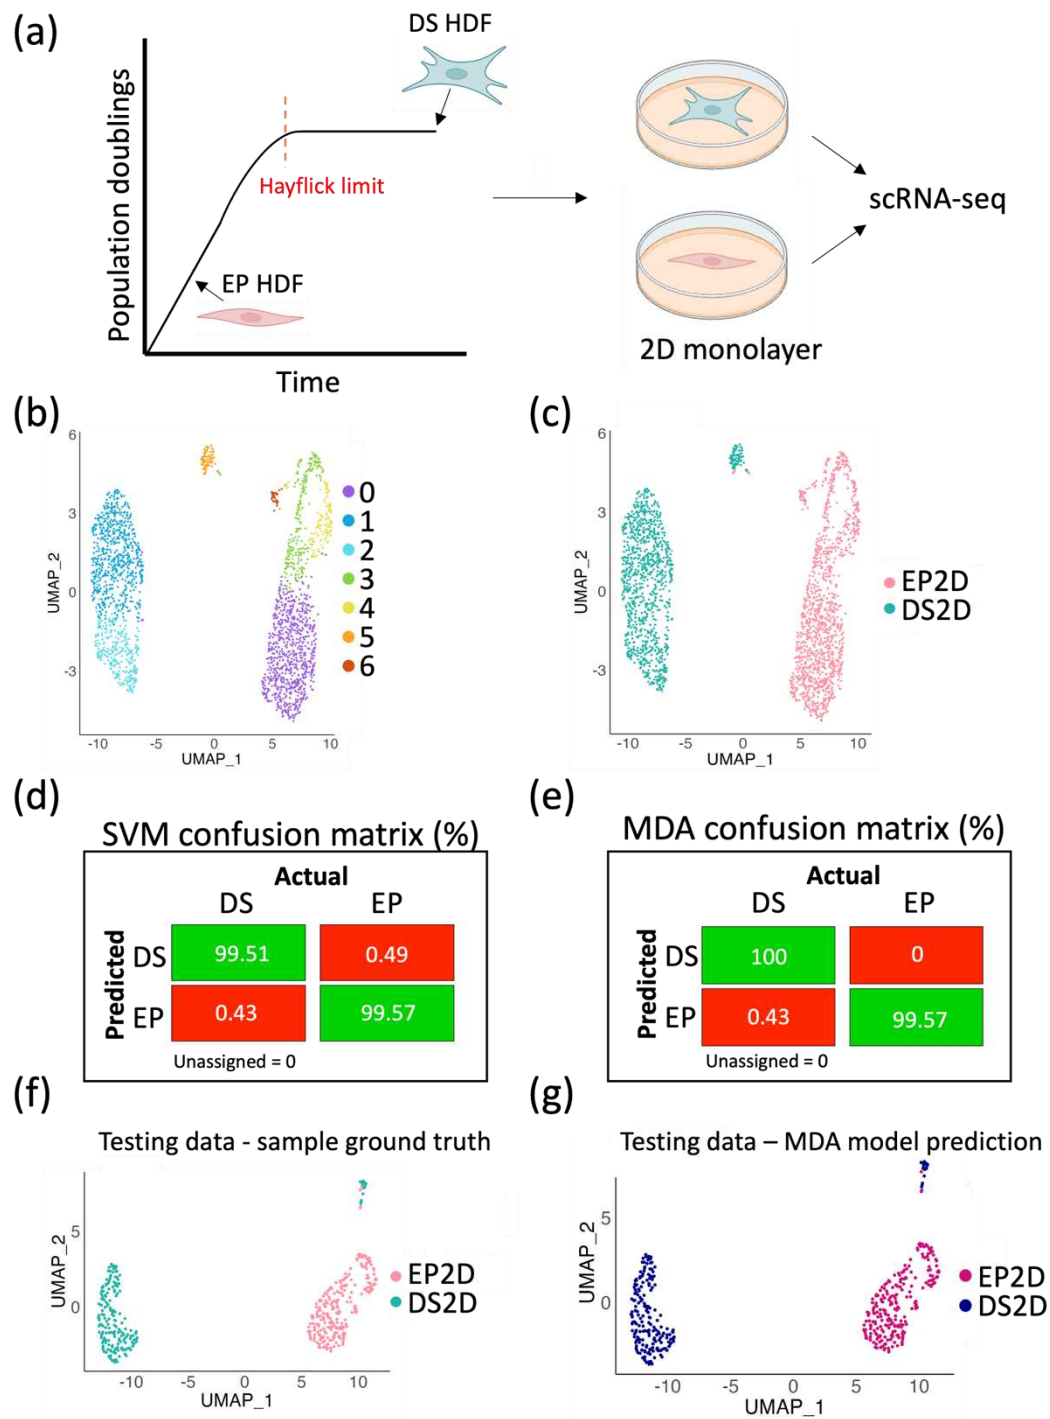 (a)
DS HDF
Population doublings
Hayflick limit
EP HDF
Time
scRNA-seq
2D monolayer
(b)
6
3
0
-3
UMAP_2
-10 -5 0 5 10
UMAP_1
0
1
2
3
4
5
6
(c)
6
3
0
-3
UMAP_2
-10 -5 0 5 10
UMAP_1
EP2D
DS2D
(d)
SVM confusion matrix (%)
Actual
DS EP
Predicted
DS 99.51 0.49
EP 0.43 99.57
Unassigned = 0
(e)
MDA confusion matrix (%)
Actual
DS EP
Predicted
DS 100 0
EP 0.43 99.57
Unassigned = 0
(f)
Testing data - sample ground truth
5
0
UMAP_2
-10 -5 0 5 10
UMAP_1
EP2D
DS2D
(g)
Testing data – MDA model prediction
5
0
UMAP_2
-10 -5 0 5 10
UMAP_1
EP2D
DS2D